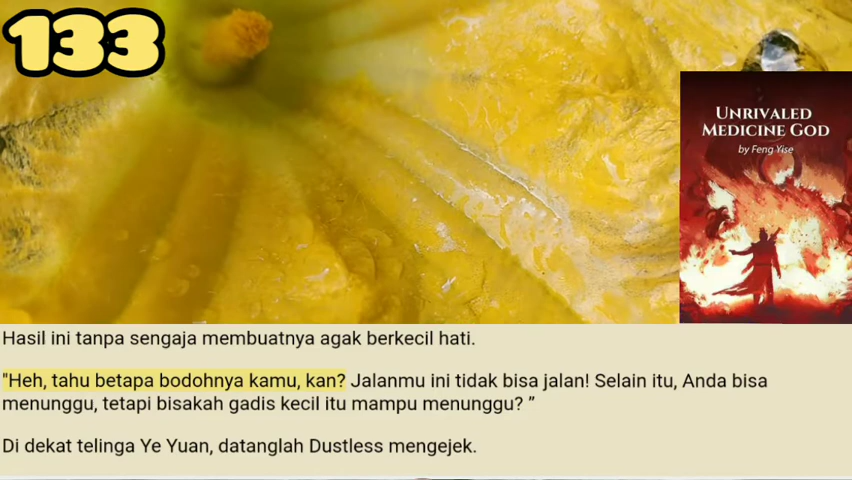 133
UNRIVALED
MEDICINE GOD
by Feng Yise
Hasil ini tanpa sengaja membuatnya agak berkecil hati.
"Heh, tahu betapa bodohnya kamu, kan? Jalanmu ini tidak bisa jalan! Selain itu, Anda bisa
menunggu, tetapi bisakah gadis kecil itu mampu menunggu? ”
Di dekat telinga Ye Yuan, datanglah Dustless mengejek.